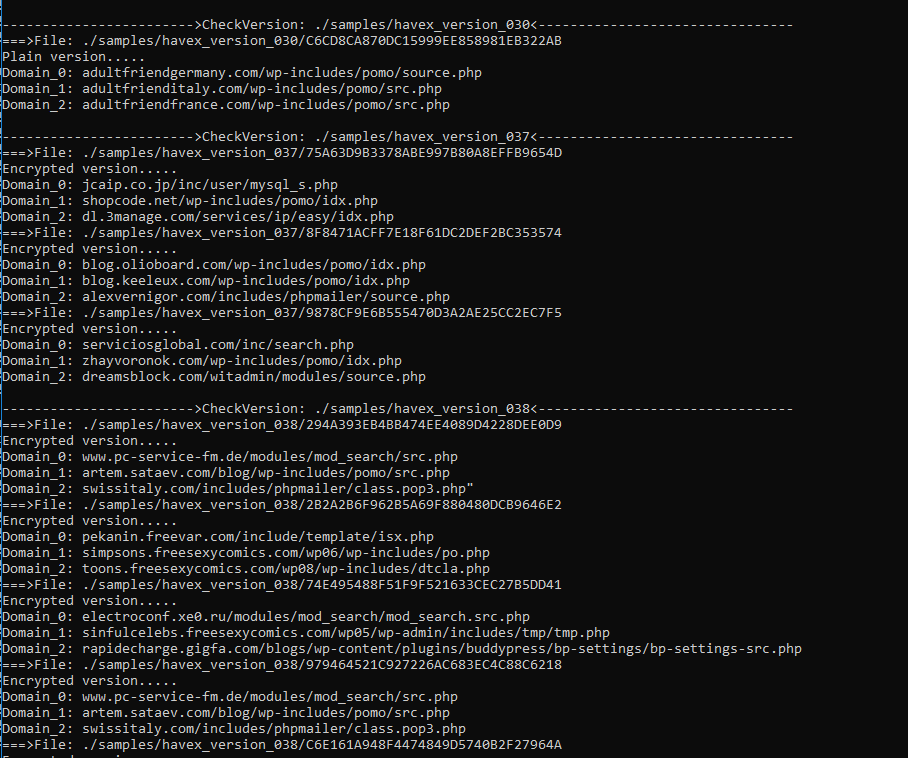 ------------------------>CheckVersion: ./samples/havex_version_030<--------------------------------
===>File: ./samples/havex_version_030/C6CD8CA870DC15999EE858981EB322AB
Plain version.....
Domain_0: adultfriendgermany.com/wp-includes/pomo/source.php
Domain_1: adultfrienditaly.com/wp-includes/pomo/src.php
Domain_2: adultfriendfrance.com/wp-includes/pomo/src.php
------------------------>CheckVersion: ./samples/havex_version_037<--------------------------------
===>File: ./samples/havex_version_037/75A63D9B3378ABE997B80A8EFFB9654D
Encrypted version.....
Domain_0: jcaip.co.jp/inc/user/mysql_s.php
Domain_1: shopcode.net/wp-includes/pomo/idx.php
Domain_2: dl.3manage.com/services/ip/easy/idx.php
===>File: ./samples/havex_version_037/8F8471ACFF7E18F61DC2DEF2BC353574
Encrypted version.....
Domain_0: blog.olioboard.com/wp-includes/pomo/idx.php
Domain_1: blog.keeleux.com/wp-includes/pomo/idx.php
Domain_2: alexvernigor.com/includes/phpmailer/source.php
===>File: ./samples/havex_version_037/9878CF9E6B555470D3A2AE25CC2EC7F5
Encrypted version.....
Domain_0: serviciosglobal.com/inc/search.php
Domain_1: zhayvoronok.com/wp-includes/pomo/idx.php
Domain_2: dreamsblock.com/witadmin/modules/source.php
------------------------>CheckVersion: ./samples/havex_version_038<--------------------------------
===>File: ./samples/havex_version_038/294A393EB4BB474EE4089D4228DEE0D9
Encrypted version.....
Domain_0: www.pc-service-fm.de/modules/mod_search/src.php
Domain_1: artem.sataev.com/blog/wp-includes/pomo/src.php
Domain_2: swissitaly.com/includes/phpmailer/class.pop3.php"
===>File: ./samples/havex_version_038/2B2A2B6F962B5A69F880480DCB9646E2
Encrypted version.....
Domain_0: pekanin.freevar.com/include/template/isx.php
Domain_1: simpsons.freesexycomics.com/wp06/wp-includes/po.php
Domain_2: toons.freesexycomics.com/wp08/wp-includes/dtcla.php
===>File: ./samples/havex_version_038/74E495488F51F9F521633CEC27B5DD41
Encrypted version.....
Domain_0: electroconf.xe0.ru/modules/mod_search/mod_search.src.php
Domain_1: sinfulcelebs.freesexycomics.com/wp05/wp-admin/includes/tmp/tmp.php
Domain_2: rapidecharge.gigfa.com/blogs/wp-content/plugins/buddypress/bp-settings/bp-settings-src.php
===>File: ./samples/havex_version_038/979464521C927226AC683EC4C88C6218
Encrypted version.....
Domain_0: www.pc-service-fm.de/modules/mod_search/src.php
Domain_1: artem.sataev.com/blog/wp-includes/pomo/src.php
Domain_2: swissitaly.com/includes/phpmailer/class.pop3.php
===>File: ./samples/havex_version_038/C6E161A948F4474849D5740B2F27964A